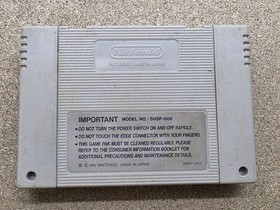 Nintendo
IMPORTANT MODEL NO. : SNSP-006
• DO NOT TURN THE POWER SWITCH ON AND OFF RAPIDLY.
• DO NOT TOUCH THE EDGE CONNECTOR WITH YOUR FINGERS.
• THIS GAME PAK MUST BE CLEANED REGULARLY. PLEASE
REFER TO THE CONSUMER INFORMATION BOOKLET FOR
ADDITIONAL PRECAUTIONS AND MAINTENANCE DETAILS.
© 1992 NINTENDO MADE IN JAPAN